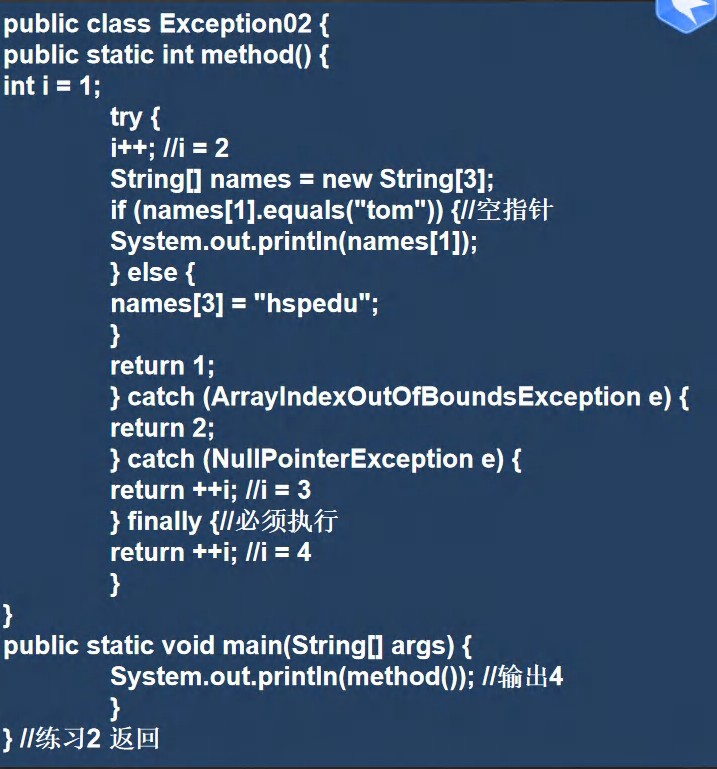 public class Exception02 {
public static int method() {
int i = 1;
try {
i++; //i = 2
String[] names = new String[3];
if (names[1].equals("tom")) {//空指针
System.out.println(names[1]);
} else {
names[3] = "hspedu";
}
return 1;
} catch (ArrayIndexOutOfBoundsException e) {
return 2;
} catch (NullPointerException e) {
return ++i; //i = 3
} finally {//必须执行
return ++i; //i = 4
}
}
public static void main(String[] args) {
System.out.println(method()); //输出4
}
} //练习2 返回